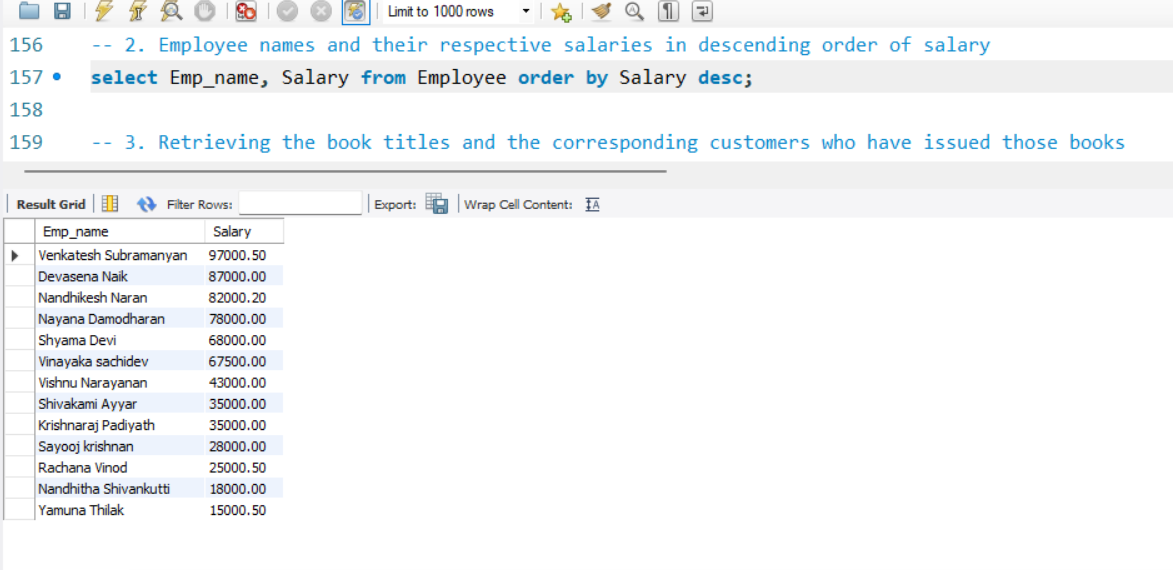 Limit to 1000 rows
156 -- 2. Employee names and their respective salaries in descending order of salary
157 select Emp_name, Salary from Employee order by Salary desc;
158
159 -- 3. Retrieving the book titles and the corresponding customers who have issued those books
Result Grid Filter Rows: Export: Wrap Cell Content: IA
Emp_name Salary
Venkatesh Subramanyan 97000.50
Devasena Naik 87000.00
Nandhikesh Naran 82000.20
Nayana Damodharan 78000.00
Shyama Devi 68000.00
Vinayaka sachidev 67500.00
Vishnu Narayanan 43000.00
Shivakami Ayyar 35000.00
Krishnaraj Padiyath 35000.00
Sayooj krishnan 28000.00
Rachana Vinod 25000.50
Nandhitha Shivankutti 18000.00
Yamuna Thilak 15000.50